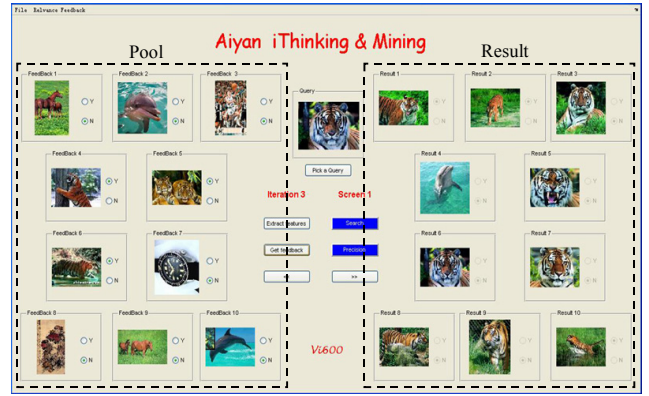 File Relvance Feedback
Aiyan iThinking & Mining
Pool
Result
FeedBack 1
Y
N
FeedBack 2
Y
N
FeedBack 3
Y
N
FeedBack 4
Y
N
FeedBack 5
Y
N
FeedBack 6
Y
N
FeedBack 7
Y
N
FeedBack 8
Y
N
FeedBack 9
Y
N
FeedBack 10
Y
N
Query
Pick a Query
Iteration 3 Screen 1
Extract features Search
Get feedback Precision
<< >>
Vi600
Result 1
Y
N
Result 2
Y
N
Result 3
Y
N
Result 4
Y
N
Result 5
Y
N
Result 6
Y
N
Result 7
Y
N
Result 8
Y
N
Result 9
Y
N
Result 10
Y
N